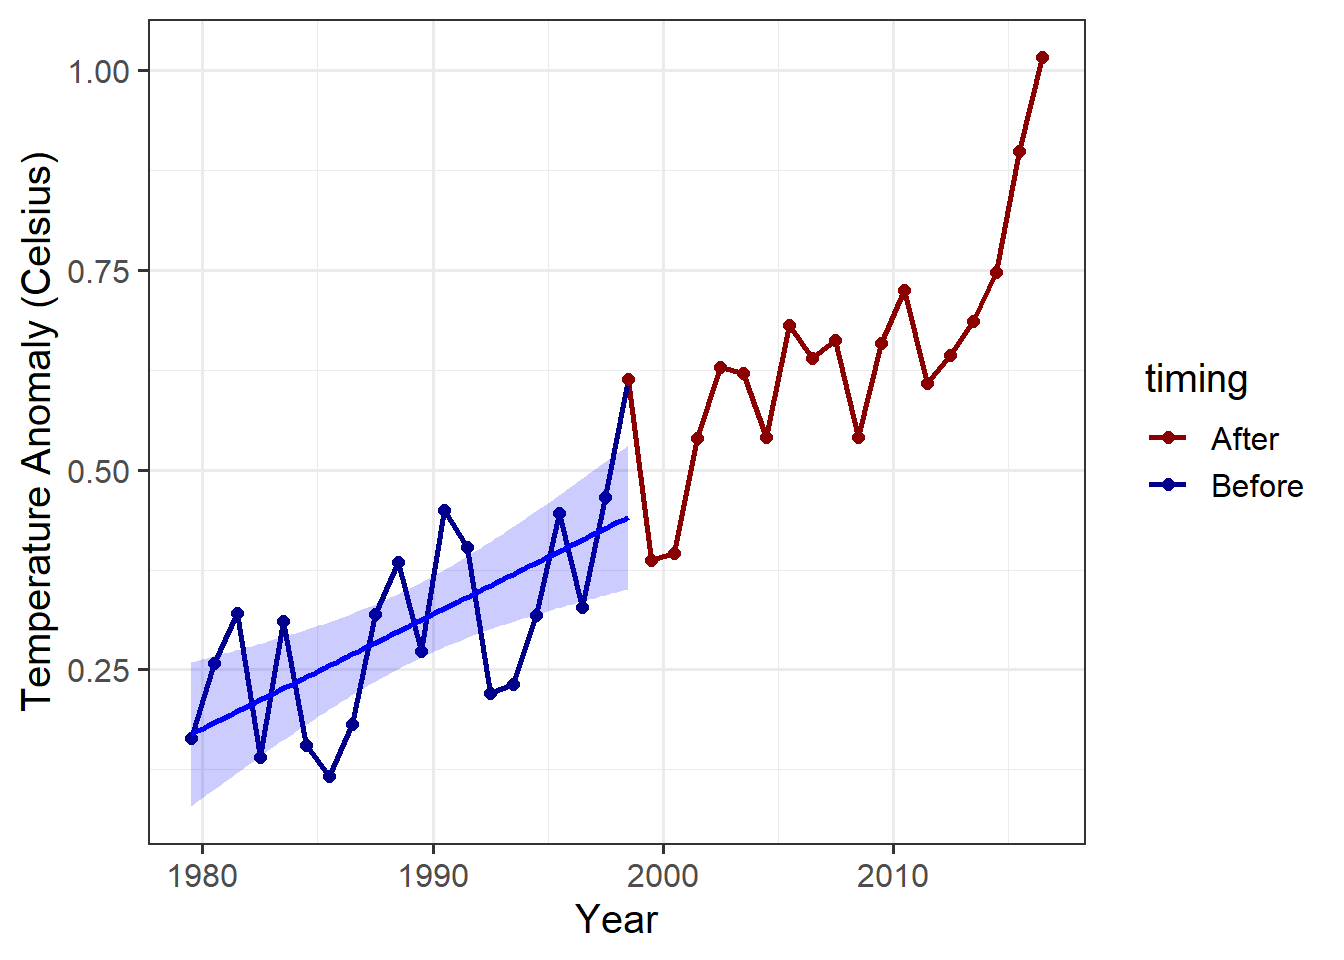 1.00
0.75
0.50
0.25
Temperature Anomaly (Celsius)
1980 1990 2000 2010
Year
timing
After
Before